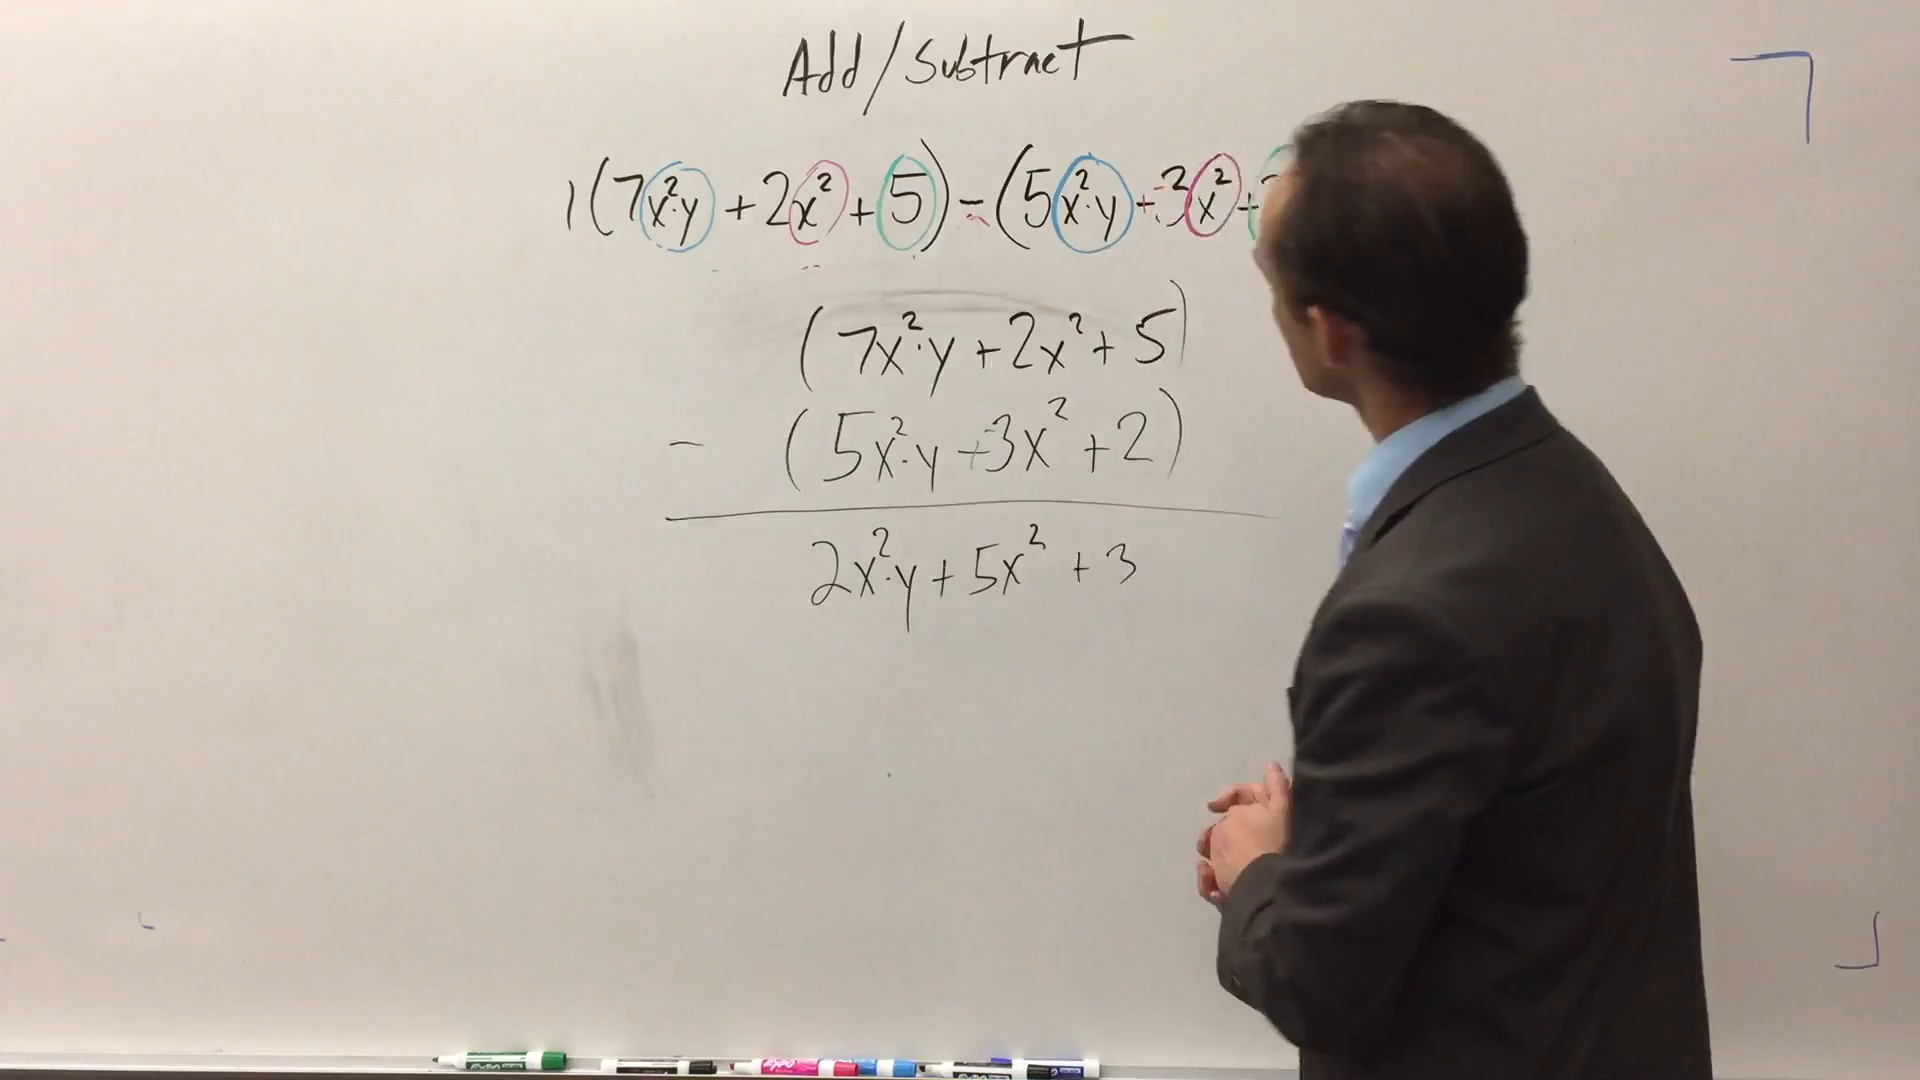 Add/Subtract
1(7x²·y + 2x² + 5) - (5x²·y + 3x² +
(7x²·y + 2x² + 5)
- (5x²·y - 3x² + 2)
2x²·y + 5x² + 3